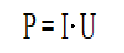 P = I·U